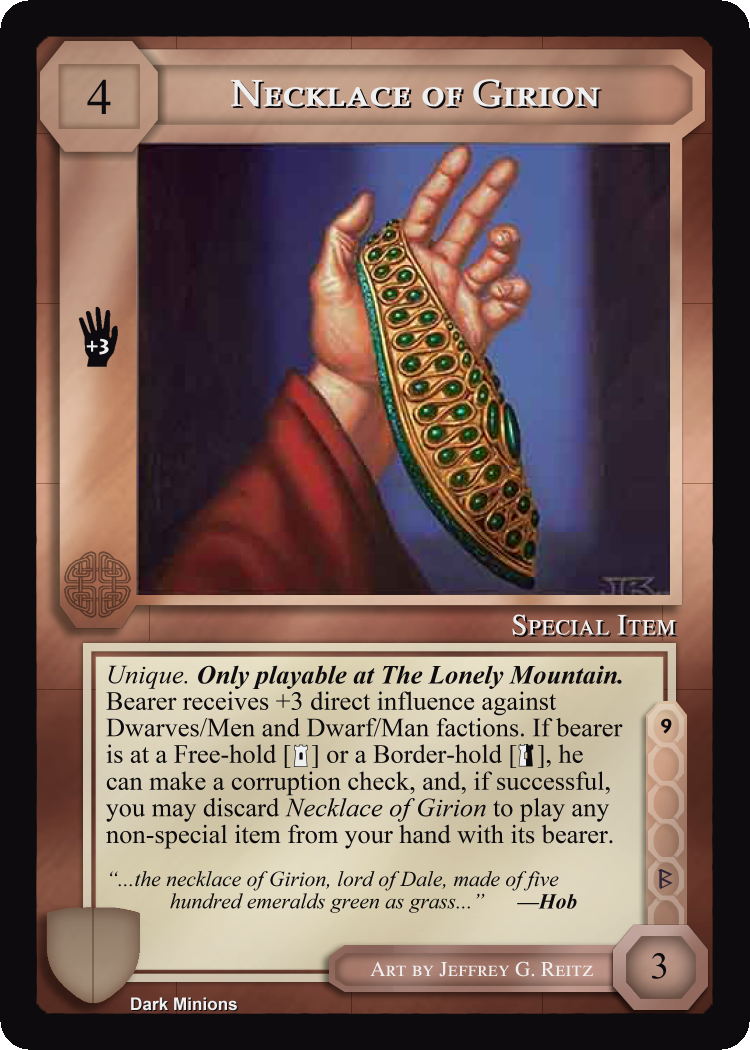 4
Necklace of Girion
+3
JR
Special Item
Unique. Only playable at The Lonely Mountain.
Bearer receives +3 direct influence against
Dwarves/Men and Dwarf/Man factions. If bearer
is at a Free-hold [ ] or a Border-hold [ ], he
can make a corruption check, and, if successful,
you may discard Necklace of Girion to play any
non-special item from your hand with its bearer.
9
"...the necklace of Girion, lord of Dale, made of five
hundred emeralds green as grass..." —Hob
ᛒ
Art by Jeffrey G. Reitz
3
Dark Minions